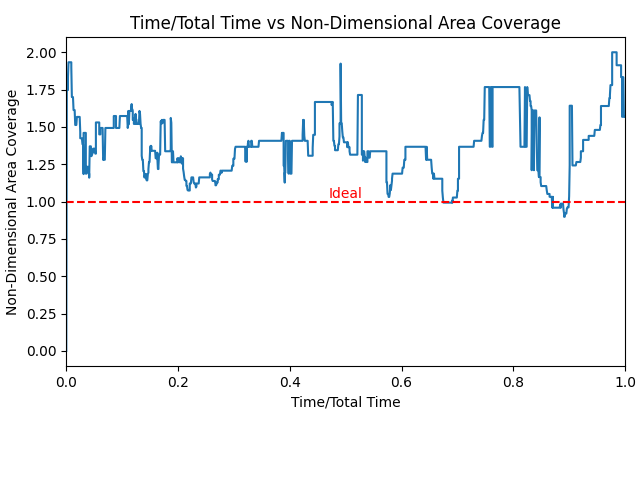 Time/Total Time vs Non-Dimensional Area Coverage
Non-Dimensional Area Coverage
2.00
1.75
1.50
1.25
1.00
0.75
0.50
0.25
0.00
Ideal
0.0 0.2 0.4 0.6 0.8 1.0
Time/Total Time